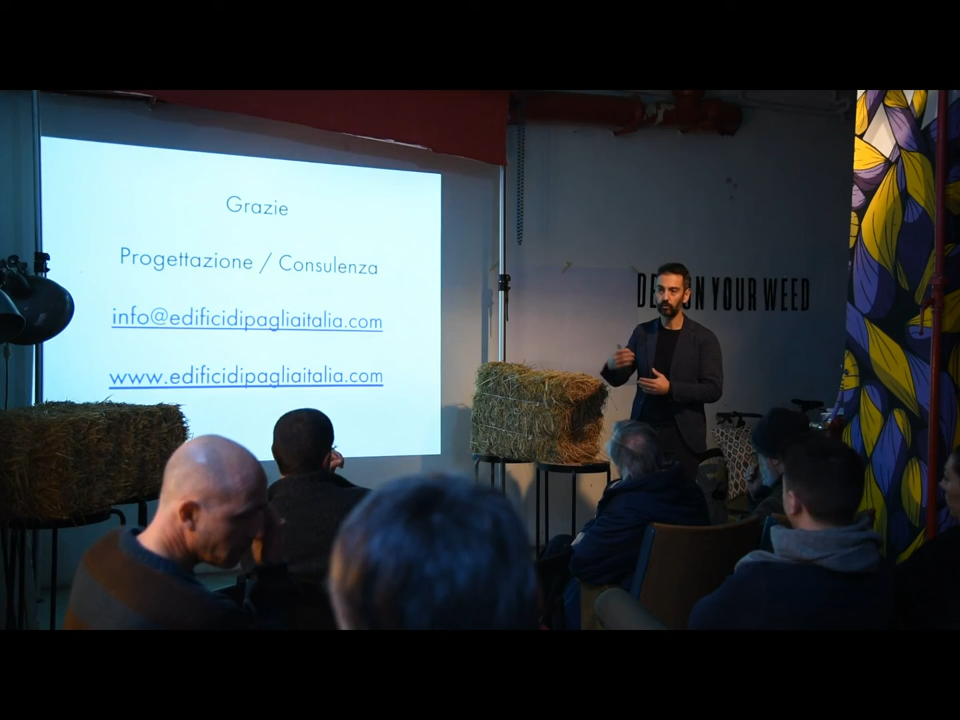 Grazie
Progettazione / Consulenza
info@edificidipagliaitalia.com
www.edificidipagliaitalia.com
YOUR WEED